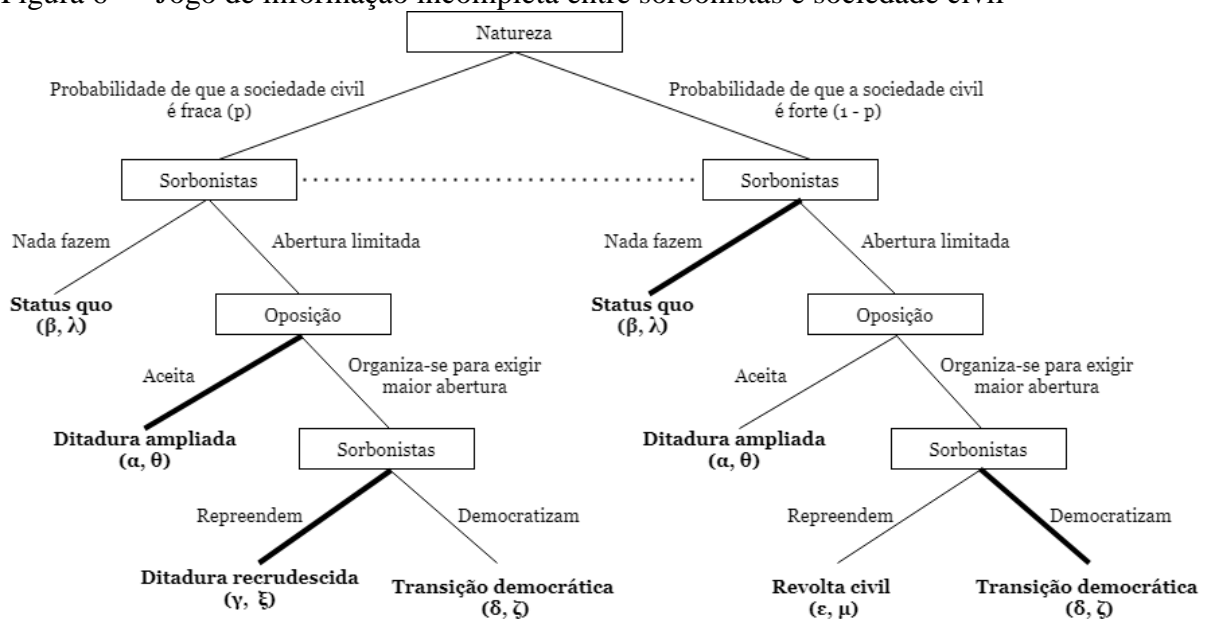 Figura 6 — Jogo de informação incompleta entre sorbonistas e sociedade civil
Natureza
Probabilidade de que a sociedade civil
é fraca (p)
Probabilidade de que a sociedade civil
é forte (1 - p)
Sorbonistas
Sorbonistas
Nada fazem
Abertura limitada
Nada fazem
Abertura limitada
Status quo
(β, λ)
Oposição
Status quo
(β, λ)
Oposição
Aceita
Organiza-se para exigir
maior abertura
Aceita
Organiza-se para exigir
maior abertura
Ditadura ampliada
(α, θ)
Sorbonistas
Ditadura ampliada
(α, θ)
Sorbonistas
Repreendem
Democratizam
Repreendem
Democratizam
Ditadura recrudescida
(γ, ξ)
Transição democrática
(δ, ζ)
Revolta civil
(ε, μ)
Transição democrática
(δ, ζ)